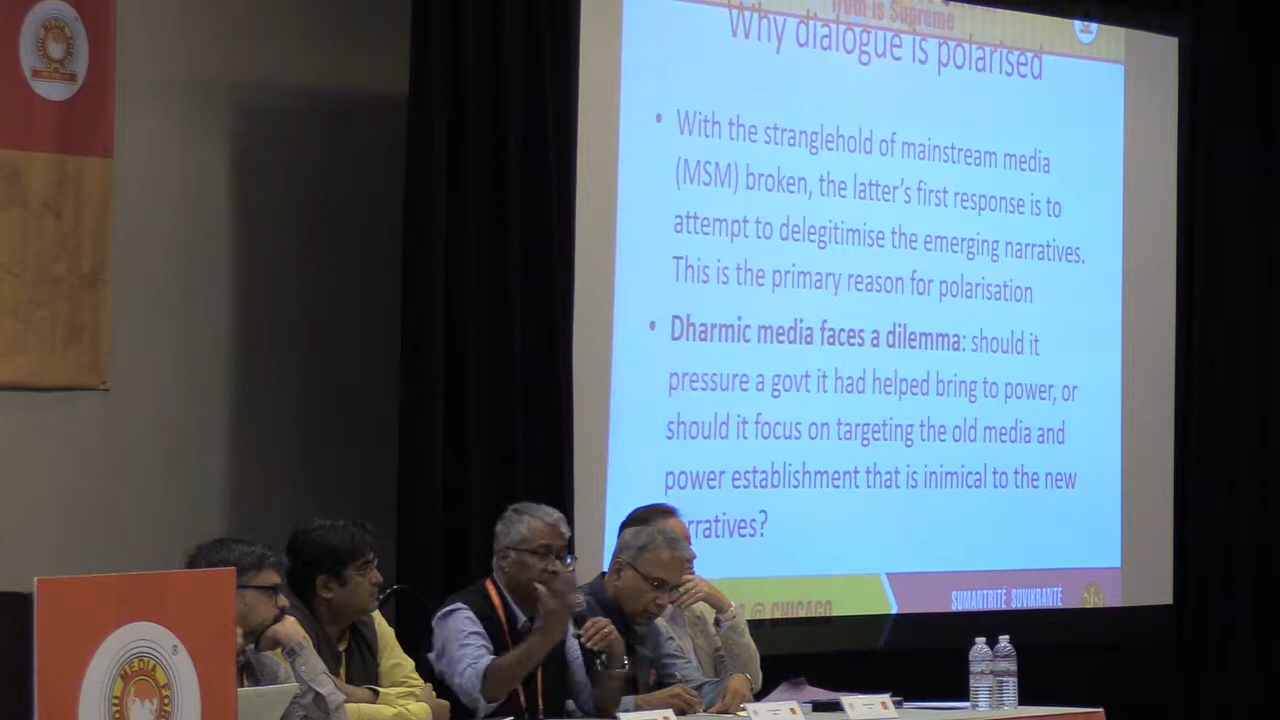 from is Supreme
Why dialogue is polarised
• With the stranglehold of mainstream media
(MSM) broken, the latter's first response is to
attempt to delegitimise the emerging narratives.
This is the primary reason for polarisation
• Dharmic media faces a dilemma: should it
pressure a govt it had helped bring to power, or
should it focus on targeting the old media and
power establishment that is inimical to the new
rratives?
@ CHICAGO
SUMANTRITÉ SUVIKRANTÉ
MEDIA
®